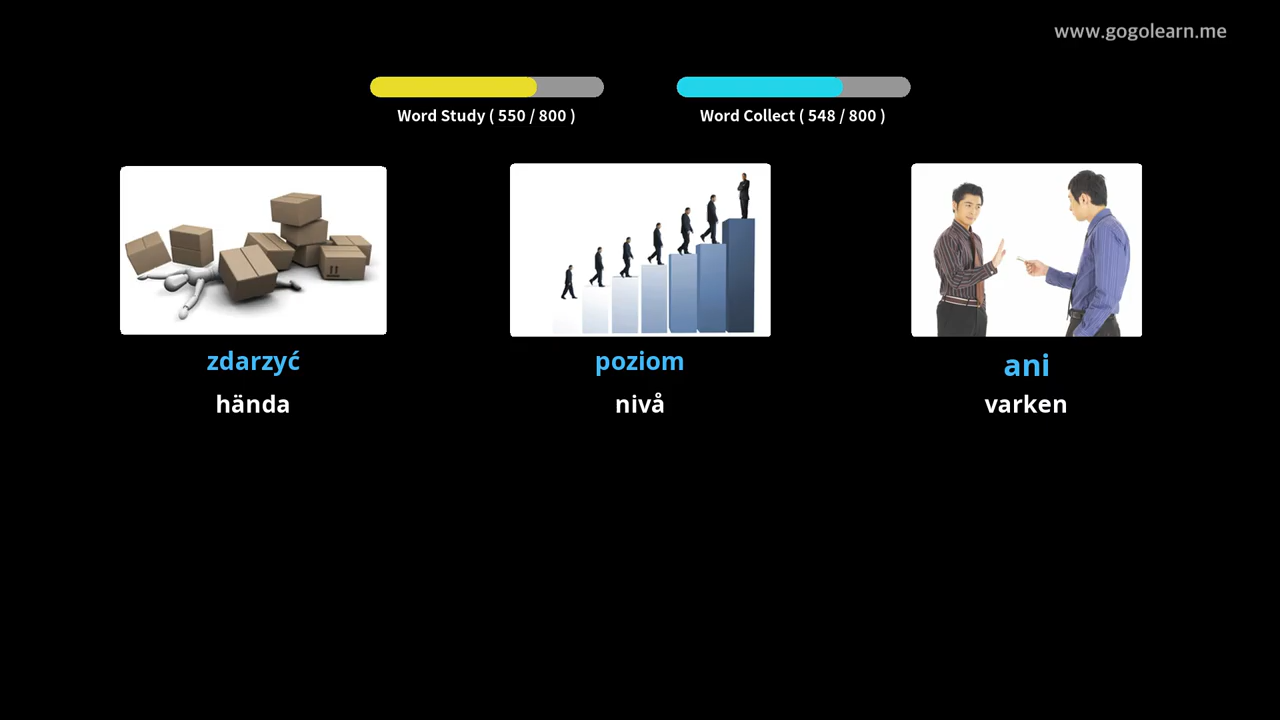 www.gogolearn.me
Word Study ( 550 / 800 )
Word Collect ( 548 / 800 )
zdarzyć
poziom
ani
hända
nivå
varken